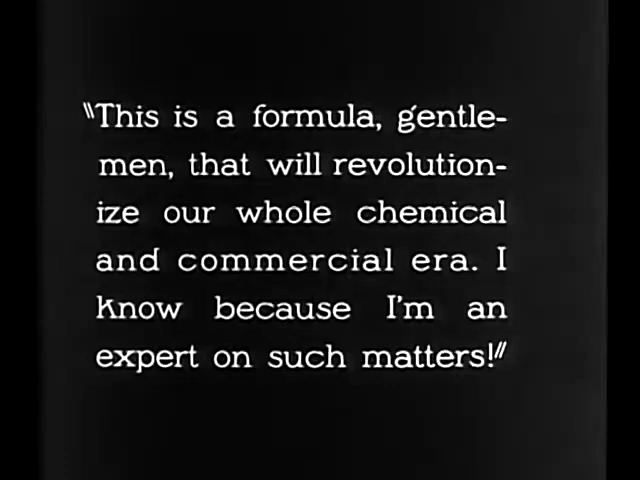 "This is a formula, gentle-
men, that will revolution-
ize our whole chemical
and commercial era. I
know because I'm an
expert on such matters!"